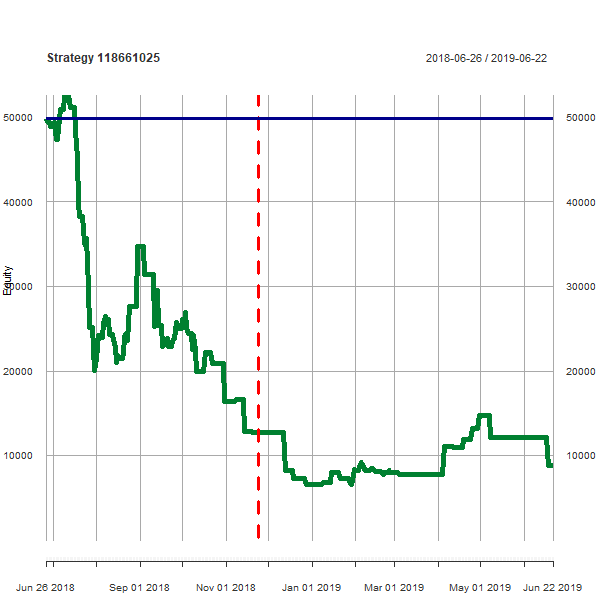 Strategy 118661025
2018-06-26 / 2019-06-22
50000
50000
40000
40000
30000
30000
Equity
20000
20000
10000
10000
Jun 26 2018
Sep 01 2018
Nov 01 2018
Jan 01 2019
Mar 01 2019
May 01 2019
Jun 22 2019